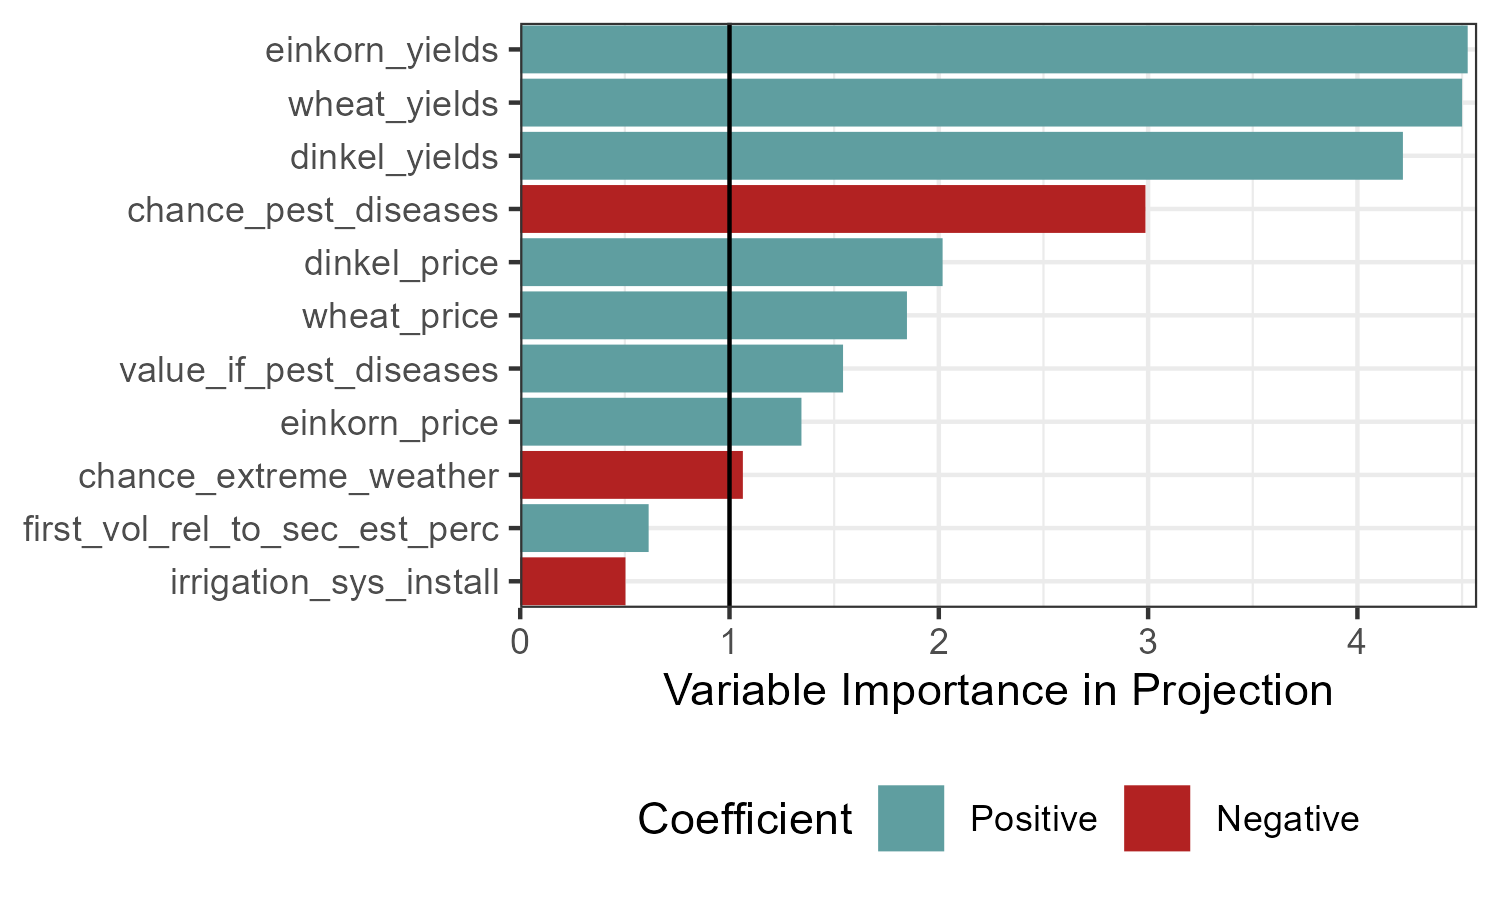 einkorn_yields
wheat_yields
dinkel_yields
chance_pest_diseases
dinkel_price
wheat_price
value_if_pest_diseases
einkorn_price
chance_extreme_weather
first_vol_rel_to_sec_est_perc
irrigation_sys_install
0 1 2 3 4
Variable Importance in Projection
Coefficient Positive Negative